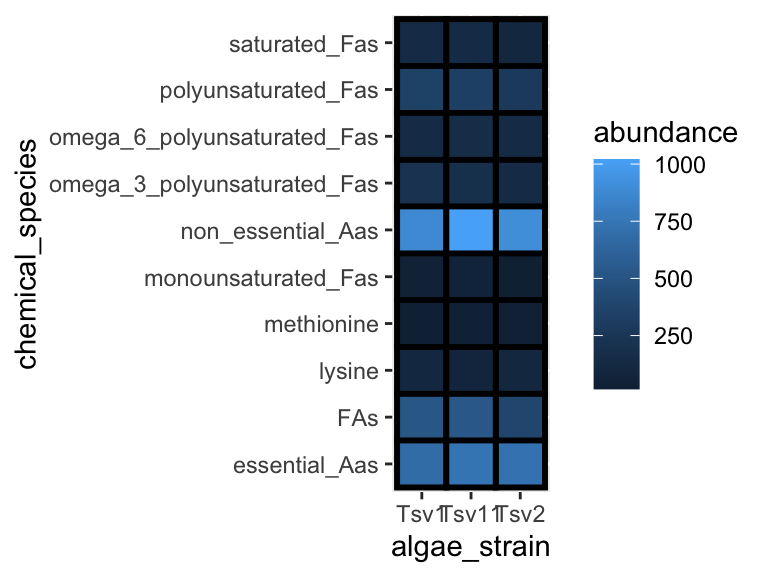 saturated_Fas
polyunsaturated_Fas
omega_6_polyunsaturated_Fas
omega_3_polyunsaturated_Fas
non_essential_Aas
monounsaturated_Fas
methionine
lysine
FAs
essential_Aas
chemical_species
Tsv1 Tsv11 Tsv2
algae_strain
abundance
1000
750
500
250